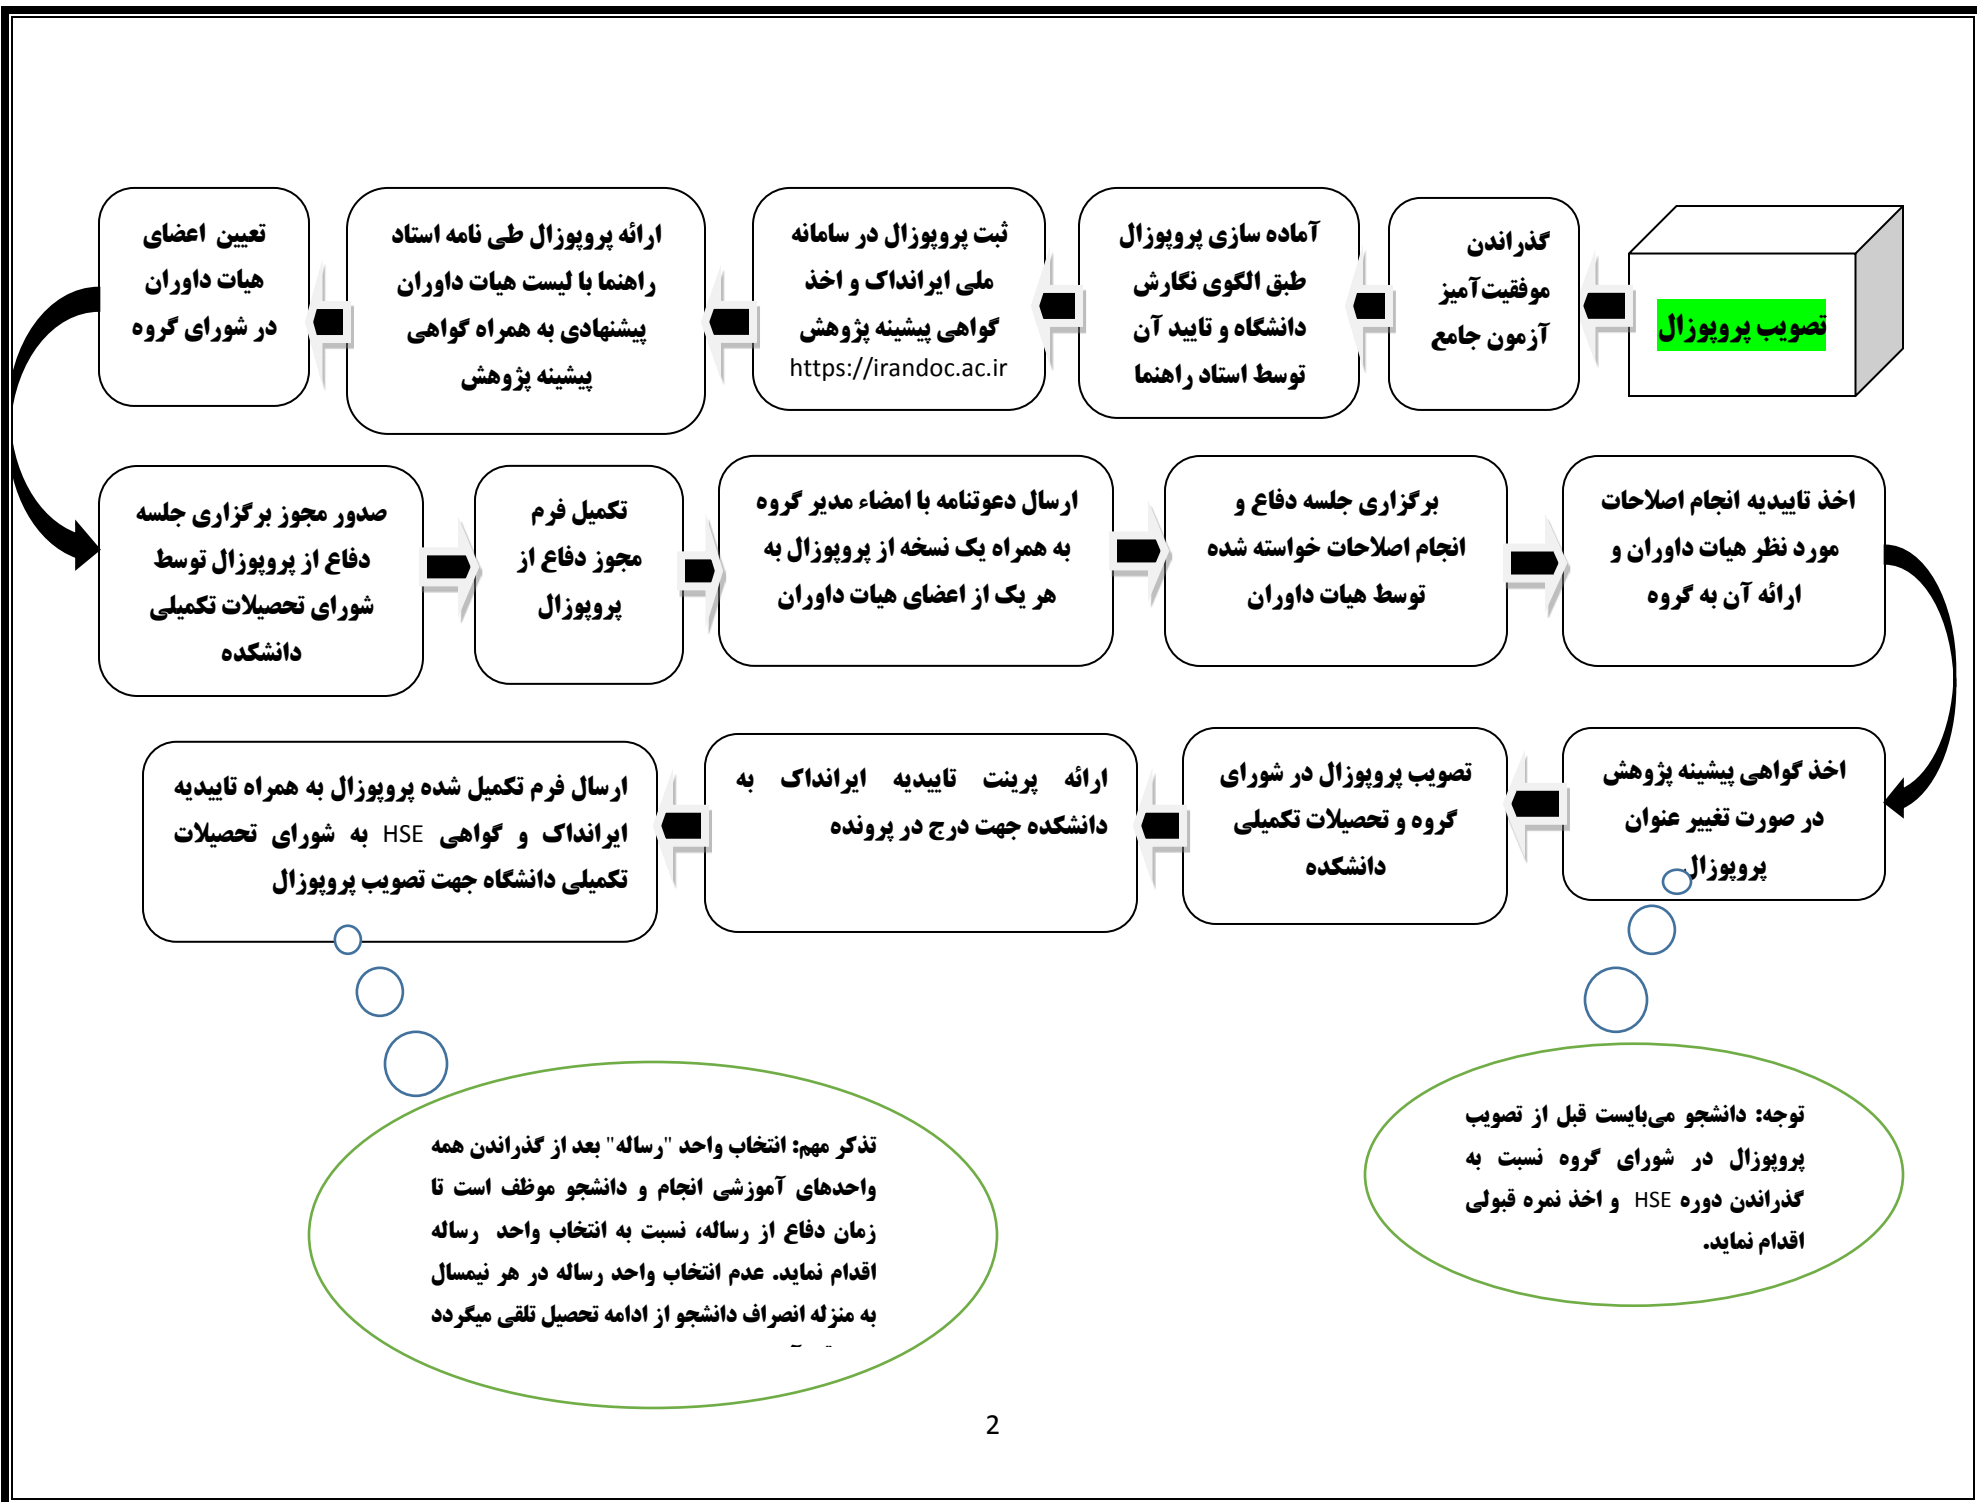 تصویب پروپوزال
گذراندن
موفقیت‌آمیز
آزمون جامع
آماده سازی پروپوزال
طبق الگوی نگارش
دانشگاه و تایید آن
توسط استاد راهنما
ثبت پروپوزال در سامانه
ملی ایرانداک و اخذ
گواهی پیشینه پژوهش
https://irandoc.ac.ir
ارائه پروپوزال طی نامه استاد
راهنما با لیست هیات داوران
پیشنهادی به همراه گواهی
پیشینه پژوهش
تعیین اعضای
هیات داوران
در شورای گروه
صدور مجوز برگزاری جلسه
دفاع از پروپوزال توسط
شورای تحصیلات تکمیلی
دانشکده
تکمیل فرم
مجوز دفاع از
پروپوزال
ارسال دعوتنامه با امضاء مدیر گروه
به همراه یک نسخه از پروپوزال به
هر یک از اعضای هیات داوران
برگزاری جلسه دفاع و
انجام اصلاحات خواسته شده
توسط هیات داوران
اخذ تاییدیه انجام اصلاحات
مورد نظر هیات داوران و
ارائه آن به گروه
اخذ گواهی پیشینه پژوهش
در صورت تغییر عنوان
پروپوزال
تصویب پروپوزال در شورای
گروه و تحصیلات تکمیلی
دانشکده
ارائه پرینت تاییدیه ایرانداک به
دانشکده جهت درج در پرونده
ارسال فرم تکمیل شده پروپوزال به همراه تاییدیه
ایرانداک و گواهی HSE به شورای تحصیلات
تکمیلی دانشگاه جهت تصویب پروپوزال
توجه: دانشجو می‌بایست قبل از تصویب
پروپوزال در شورای گروه نسبت به
گذراندن دوره HSE و اخذ نمره قبولی
اقدام نماید.
تذکر مهم: انتخاب واحد "رساله" بعد از گذراندن همه
واحدهای آموزشی انجام و دانشجو موظف است تا
زمان دفاع از رساله، نسبت به انتخاب واحد رساله
اقدام نماید. عدم انتخاب واحد رساله در هر نیمسال
به منزله انصراف دانشجو از ادامه تحصیل تلقی میگردد
2